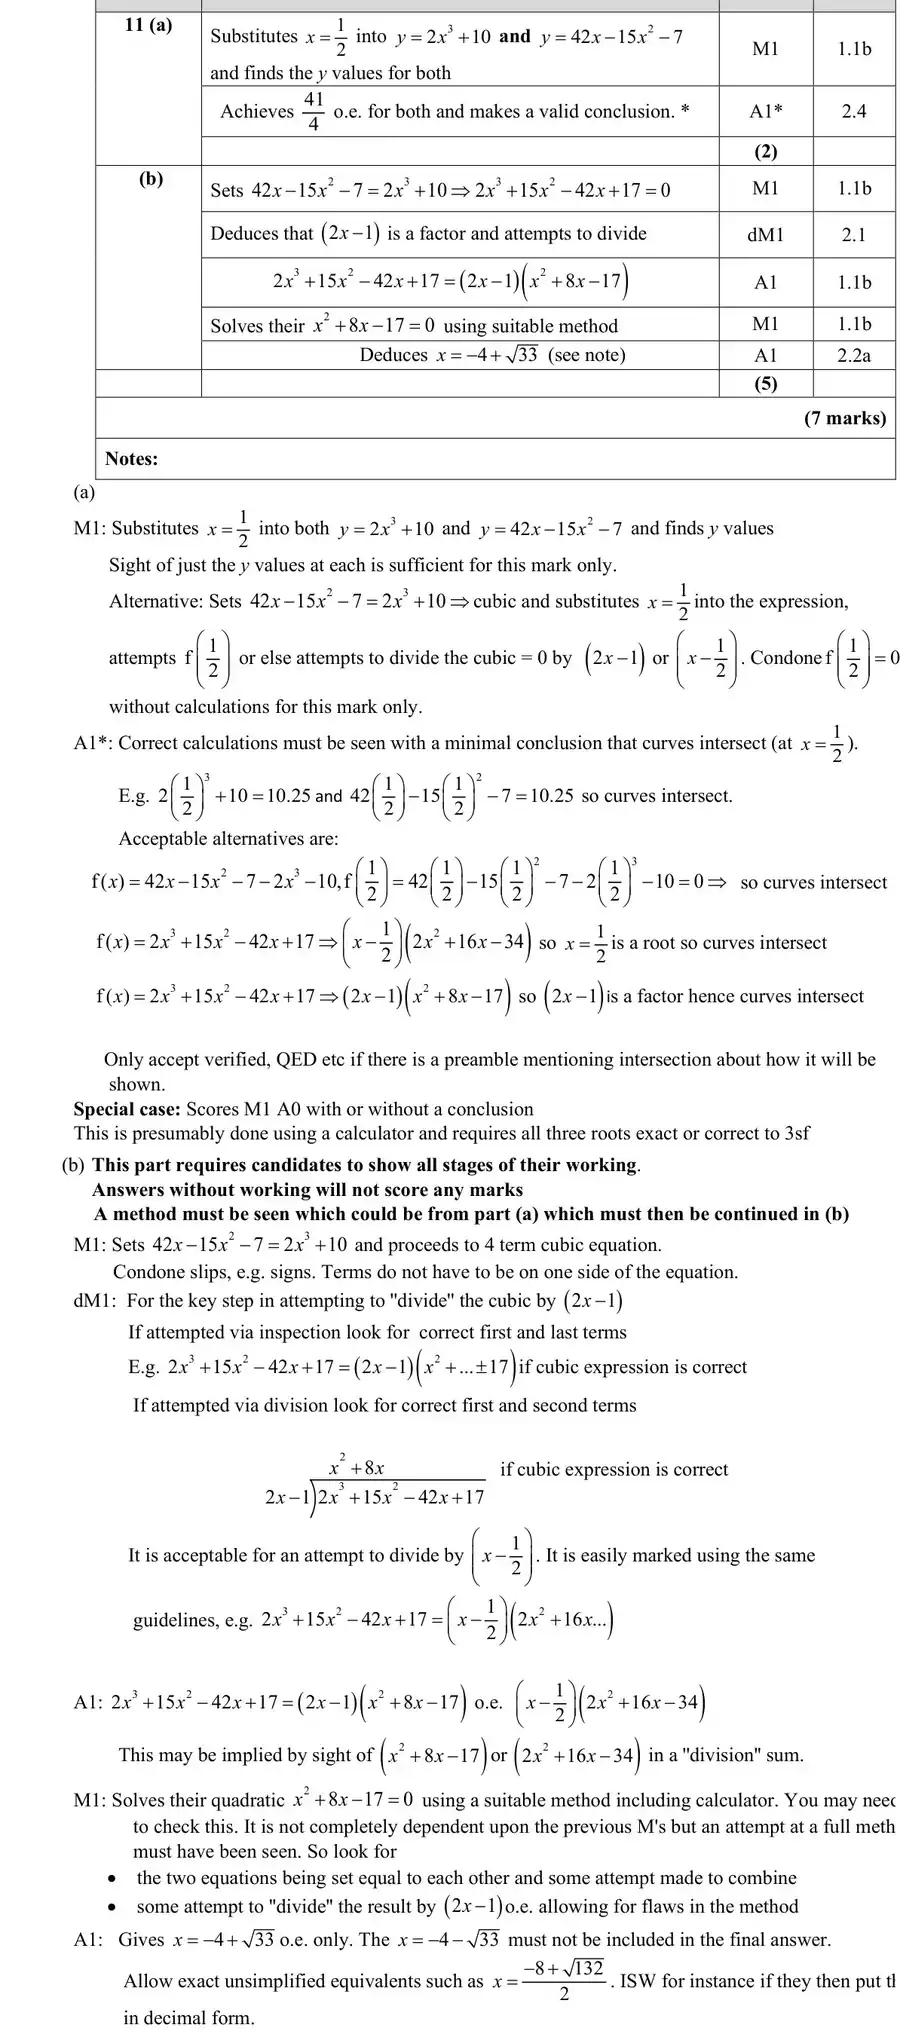 11 (a) Substitutes x = 1/2 into y = 2x³ + 10 and y = 42x − 15x² − 7
and finds the y values for both M1 1.1b
Achieves 41/4 o.e. for both and makes a valid conclusion. * A1* 2.4
(2)
(b) Sets 42x − 15x² − 7 = 2x³ + 10 ⇒ 2x³ + 15x² − 42x + 17 = 0 M1 1.1b
Deduces that (2x − 1) is a factor and attempts to divide dM1 2.1
2x³ + 15x² − 42x + 17 = (2x − 1)(x² + 8x − 17) A1 1.1b
Solves their x² + 8x − 17 = 0 using suitable method M1 1.1b
Deduces x = −4 + √33 (see note) A1 2.2a
(5)
(7 marks)
Notes:
(a)
M1: Substitutes x = 1/2 into both y = 2x³ + 10 and y = 42x − 15x² − 7 and finds y values
Sight of just the y values at each is sufficient for this mark only.
Alternative: Sets 42x − 15x² − 7 = 2x³ + 10 ⇒ cubic and substitutes x = 1/2 into the expression,
attempts f(1/2) or else attempts to divide the cubic = 0 by (2x − 1) or (x − 1/2). Condone f(1/2) = 0
without calculations for this mark only.
A1*: Correct calculations must be seen with a minimal conclusion that curves intersect (at x = 1/2).
E.g. 2(1/2)³ + 10 = 10.25 and 42(1/2) − 15(1/2)² − 7 = 10.25 so curves intersect.
Acceptable alternatives are:
f(x) = 42x − 15x² − 7 − 2x³ − 10, f(1/2) = 42(1/2) − 15(1/2)² − 7 − 2(1/2)³ − 10 = 0 ⇒ so curves intersect
f(x) = 2x³ + 15x² − 42x + 17 ⇒ (x − 1/2)(2x² + 16x − 34) so x = 1/2 is a root so curves intersect
f(x) = 2x³ + 15x² − 42x + 17 ⇒ (2x − 1)(x² + 8x − 17) so (2x − 1) is a factor hence curves intersect
Only accept verified, QED etc if there is a preamble mentioning intersection about how it will be
shown.
Special case: Scores M1 A0 with or without a conclusion
This is presumably done using a calculator and requires all three roots exact or correct to 3sf
(b) This part requires candidates to show all stages of their working.
Answers without working will not score any marks
A method must be seen which could be from part (a) which must then be continued in (b)
M1: Sets 42x − 15x² − 7 = 2x³ + 10 and proceeds to 4 term cubic equation.
Condone slips, e.g. signs. Terms do not have to be on one side of the equation.
dM1: For the key step in attempting to "divide" the cubic by (2x − 1)
If attempted via inspection look for correct first and last terms
E.g. 2x³ + 15x² − 42x + 17 = (2x − 1)(x² + ... ± 17) if cubic expression is correct
If attempted via division look for correct first and second terms
x² + 8x
if cubic expression is correct
2x − 1)2x³ + 15x² − 42x + 17
It is acceptable for an attempt to divide by (x − 1/2). It is easily marked using the same
guidelines, e.g. 2x³ + 15x² − 42x + 17 = (x − 1/2)(2x² + 16x...)
A1: 2x³ + 15x² − 42x + 17 = (2x − 1)(x² + 8x − 17) o.e. (x − 1/2)(2x² + 16x − 34)
This may be implied by sight of (x² + 8x − 17) or (2x² + 16x − 34) in a "division" sum.
M1: Solves their quadratic x² + 8x − 17 = 0 using a suitable method including calculator. You may need
to check this. It is not completely dependent upon the previous M's but an attempt at a full meth
must have been seen. So look for
• the two equations being set equal to each other and some attempt made to combine
• some attempt to "divide" the result by (2x − 1) o.e. allowing for flaws in the method
A1: Gives x = −4 + √33 o.e. only. The x = −4 − √33 must not be included in the final answer.
Allow exact unsimplified equivalents such as x = (−8 + √132)/2. ISW for instance if they then put th
in decimal form.